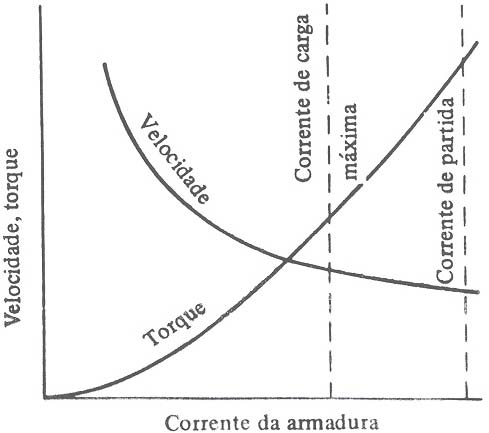 Velocidade, torque
Velocidade
Torque
Corrente de carga
máxima
Corrente de partida
Corrente da armadura